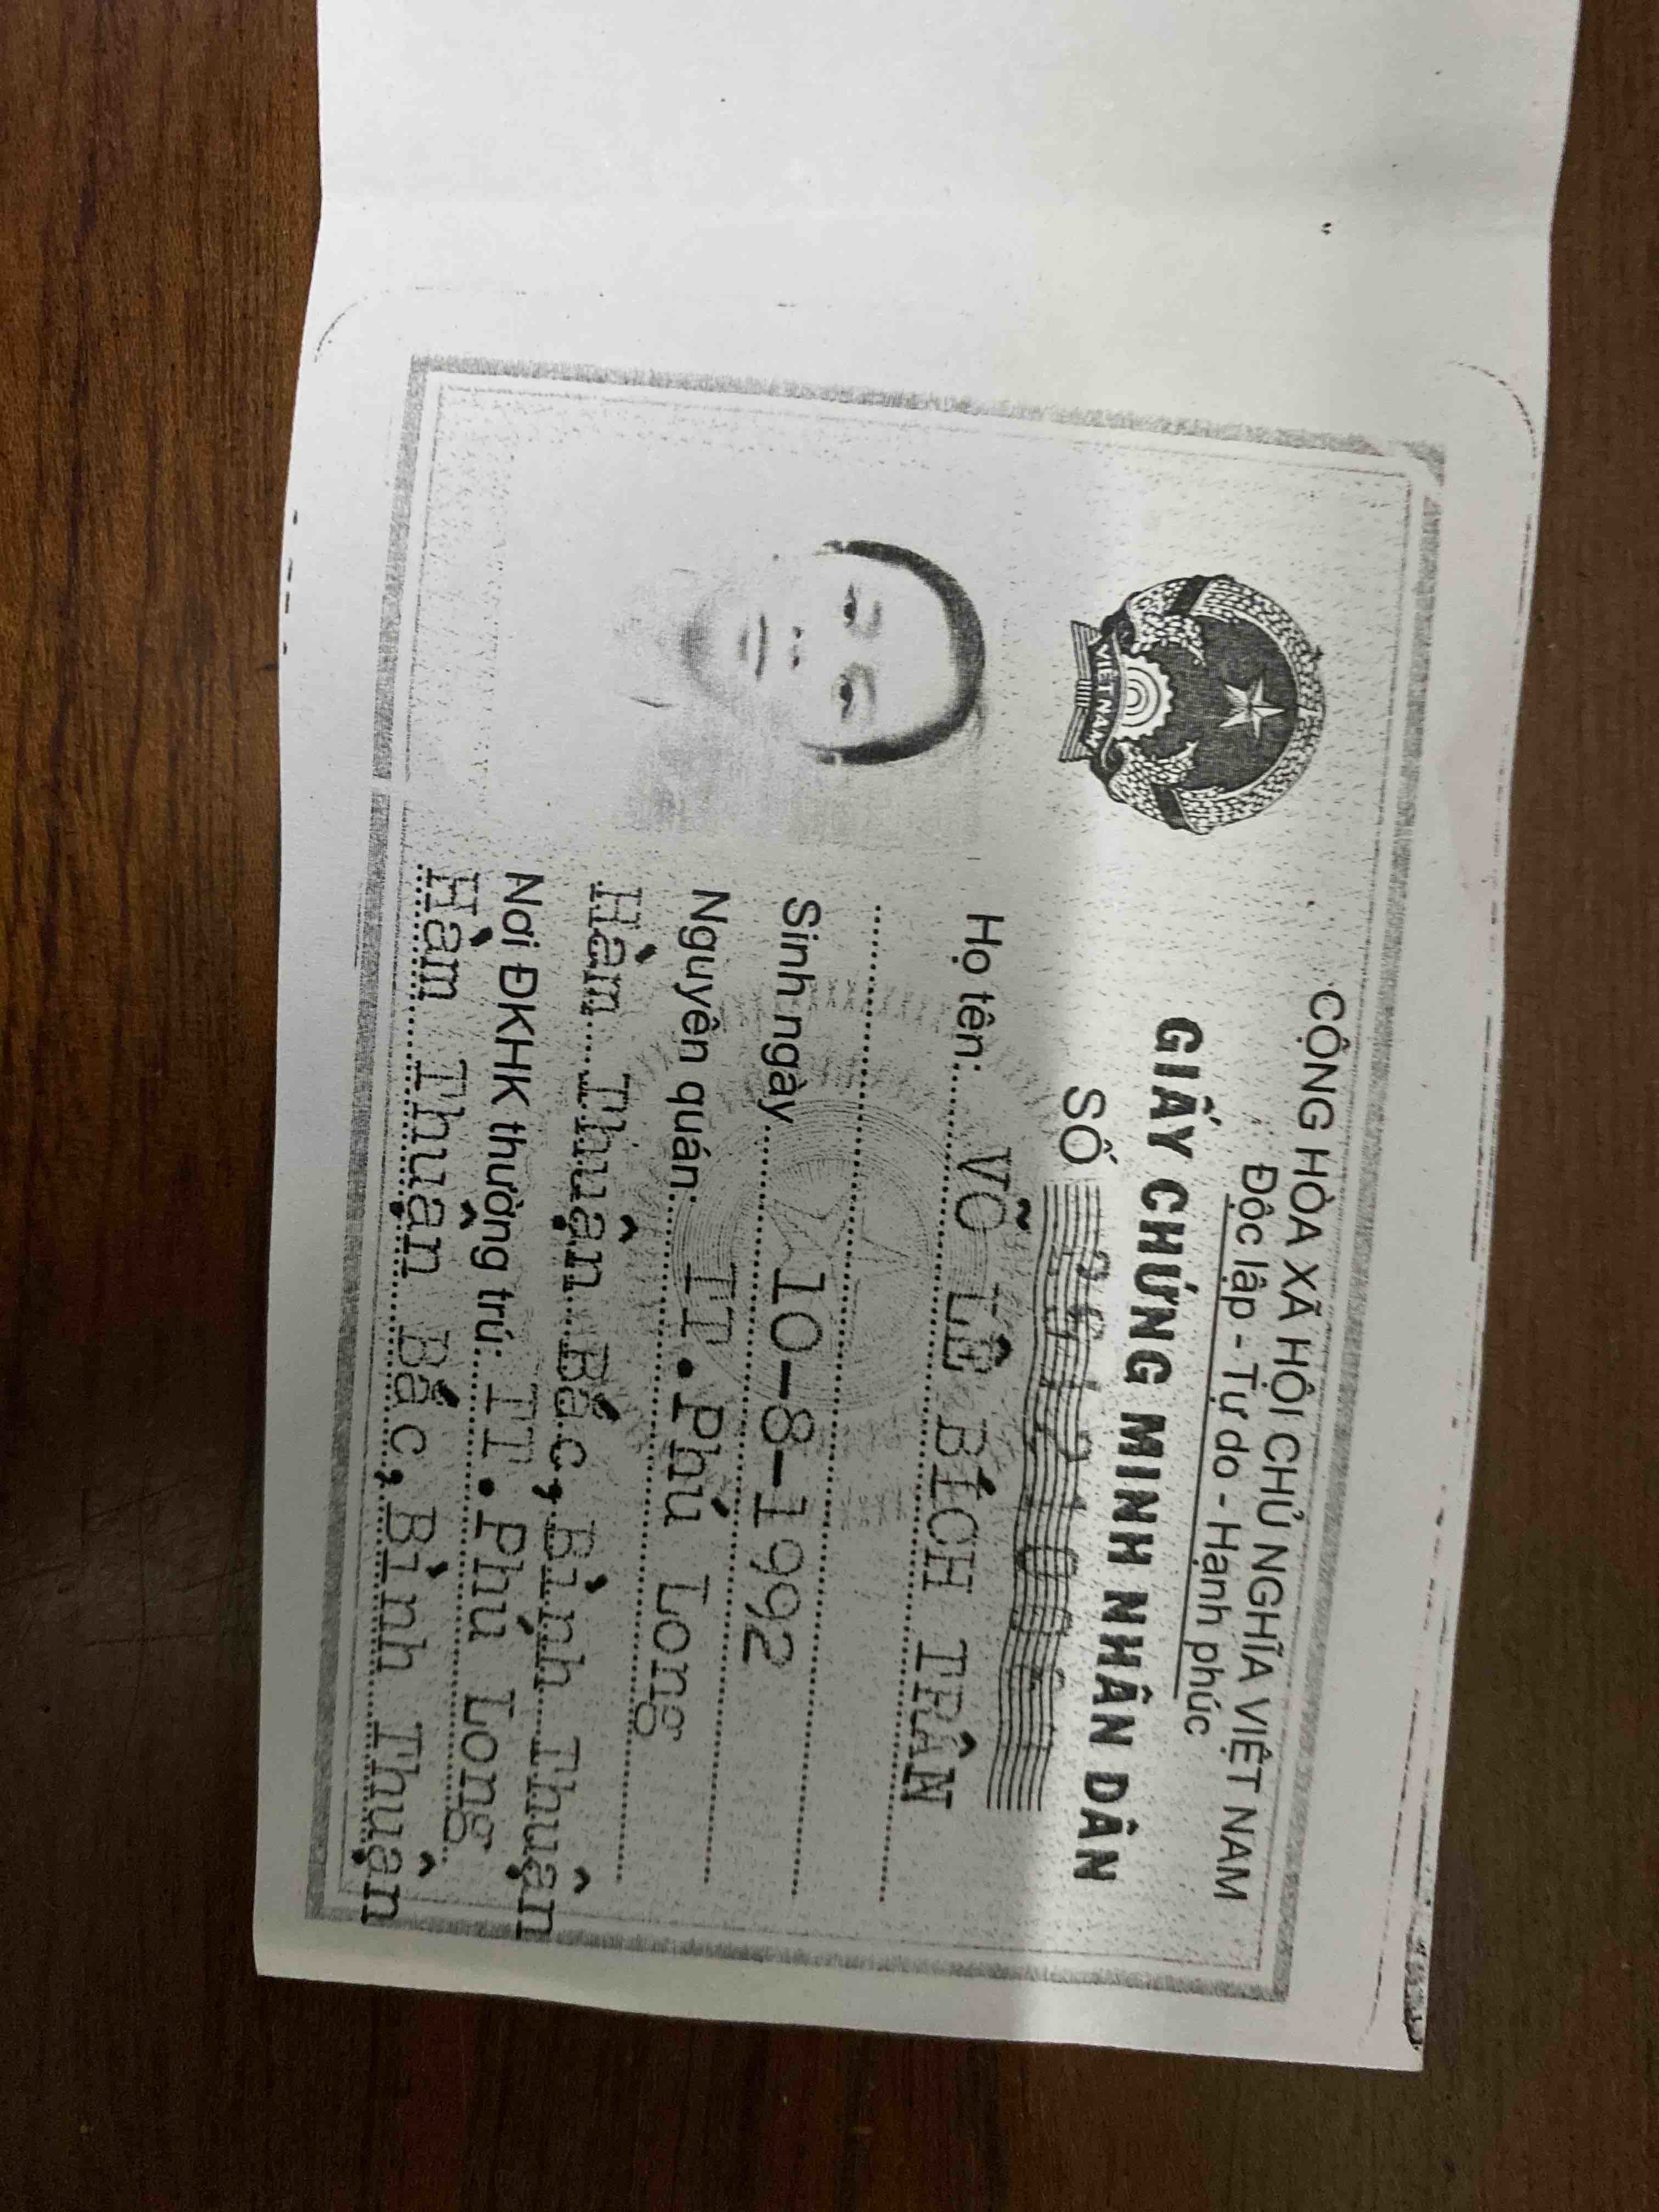 CỘNG HÒA XÃ HỘI CHỦ NGHĨA VIỆT NAM
Độc lập - Tự do - Hạnh phúc
GIẤY CHỨNG MINH NHÂN DÂN
SỐ
Họ tên: VÕ LÊ BÍCH TRÂN
Sinh ngày 10-8-1992
Nguyên quán: TT.Phú Long
Hàm Thuận Bắc, Bình Thuận
Nơi ĐKHK thường trú: TT.Phú Long
Hàm Thuận Bắc, Bình Thuận
VIỆT NAM